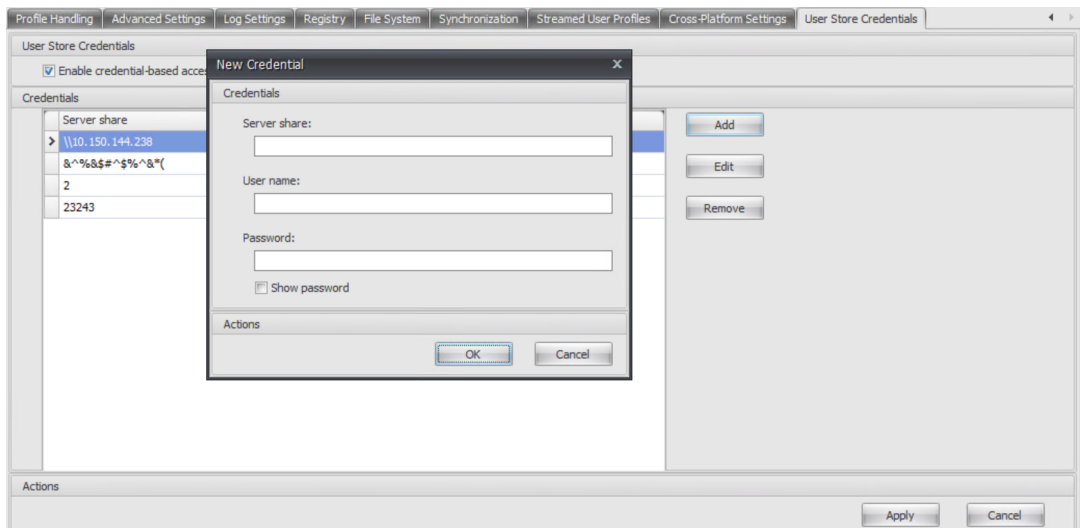 Profile Handling Advanced Settings Log Settings Registry File System Synchronization Streamed User Profiles Cross-Platform Settings User Store Credentials
User Store Credentials
Enable credential-based acces
Credentials
Server share
\\10.150.144.238
&^%&$#^$%^&*(
2
23243
Add
Edit
Remove
New Credential x
Credentials
Server share:
User name:
Password:
Show password
Actions
OK Cancel
Actions
Apply Cancel